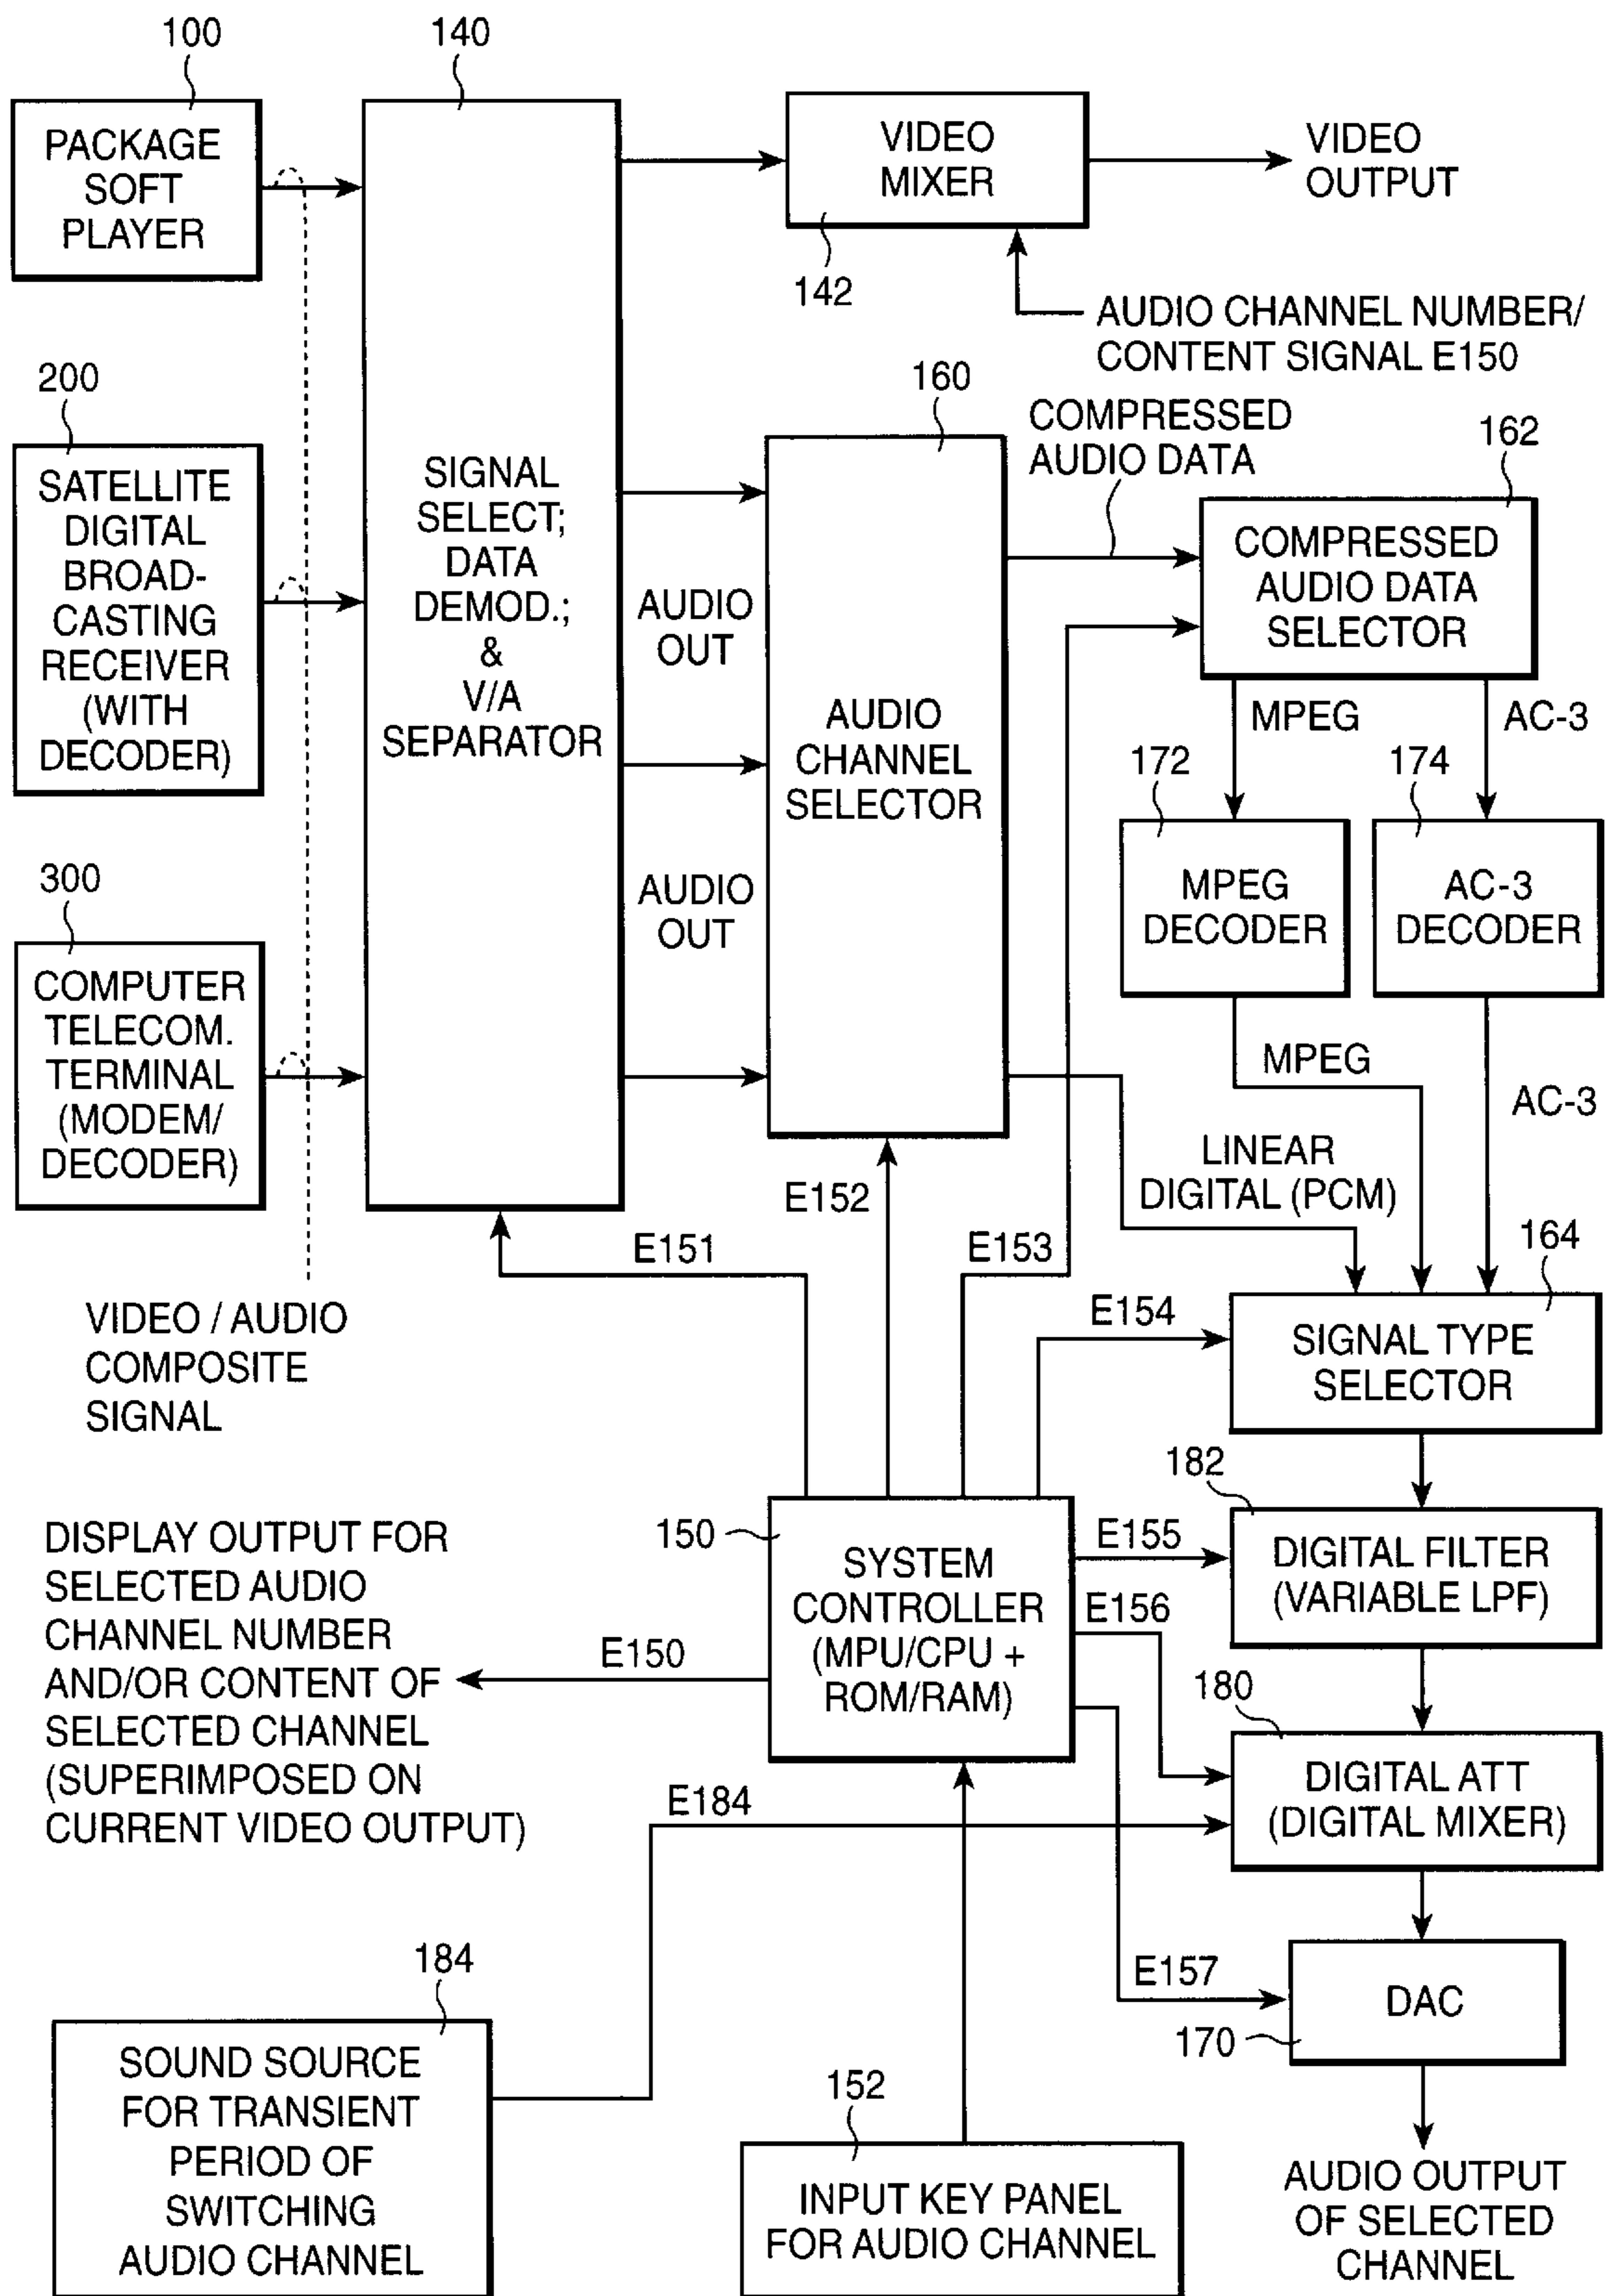 100
140
PACKAGE
SOFT
PLAYER
VIDEO
MIXER
VIDEO
OUTPUT
142
AUDIO CHANNEL NUMBER/
CONTENT SIGNAL E150
200
160
COMPRESSED
AUDIO DATA
162
SATELLITE
DIGITAL
BROAD-
CASTING
RECEIVER
(WITH
DECODER)
SIGNAL
SELECT;
DATA
DEMOD.;
&
V/A
SEPARATOR
AUDIO
OUT
AUDIO
CHANNEL
SELECTOR
COMPRESSED
AUDIO DATA
SELECTOR
MPEG
AC-3
172
174
300
AUDIO
OUT
MPEG
DECODER
AC-3
DECODER
COMPUTER
TELECOM.
TERMINAL
(MODEM/
DECODER)
MPEG
AC-3
LINEAR
DIGITAL (PCM)
E152
E151
E153
164
VIDEO / AUDIO
COMPOSITE
SIGNAL
E154
SIGNAL TYPE
SELECTOR
182
150
E155
DIGITAL FILTER
(VARIABLE LPF)
DISPLAY OUTPUT FOR
SELECTED AUDIO
CHANNEL NUMBER
AND/OR CONTENT OF
SELECTED CHANNEL
(SUPERIMPOSED ON
CURRENT VIDEO OUTPUT)
E150
SYSTEM
CONTROLLER
(MPU/CPU +
ROM/RAM)
E156
180
E184
DIGITAL ATT
(DIGITAL MIXER)
184
E157
DAC
170
SOUND SOURCE
FOR TRANSIENT
PERIOD OF
SWITCHING
AUDIO CHANNEL
152
INPUT KEY PANEL
FOR AUDIO CHANNEL
AUDIO OUTPUT
OF SELECTED
CHANNEL